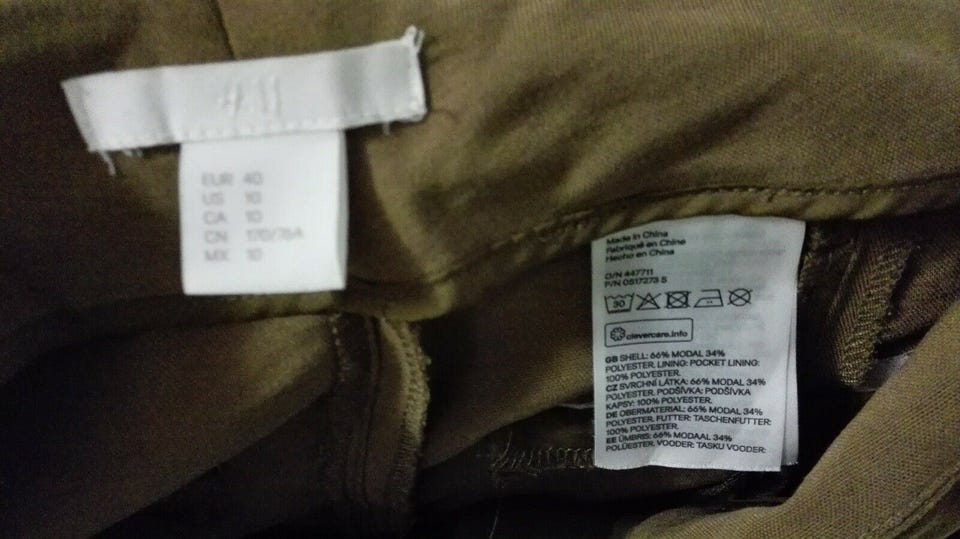 EUR 40
US 10
CA 10
CN 170/78A
MX 10
Made in China
Fabriqué en Chine
Hecho en China
O/N 447711
P/N 0517273 5
30
clevercare.info
GB SHELL: 66% MODAL 34%
POLYESTER. LINING: POCKET LINING:
100% POLYESTER.
CZ SVRCHNÍ LÁTKA: 66% MODAL 34%
POLYESTER. PODŠÍVKA: PODŠÍVKA
KAPSY: 100% POLYESTER.
DE OBERMATERIAL: 66% MODAL 34%
POLYESTER. FUTTER: TASCHENFUTTER:
100% POLYESTER.
EE ÜMBRIS: 66% MODAAL 34%
POLÜESTER. VOODER: TASKU VOODER: